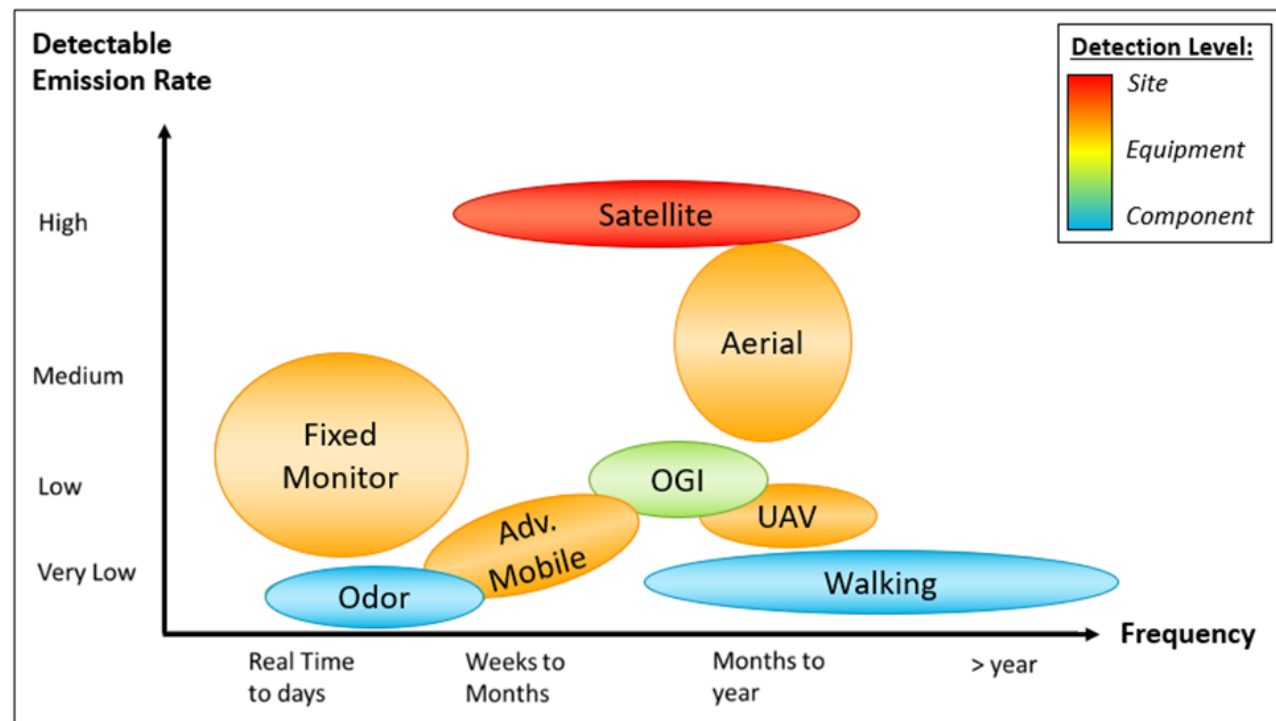 Detectable
Emission Rate
Detection Level:
Site
Equipment
Component
High
Satellite
Aerial
Medium
Fixed
Monitor
Low
OGI
UAV
Adv.
Mobile
Very Low
Odor
Walking
Frequency
Real Time
to days
Weeks to
Months
Months to
year
> year